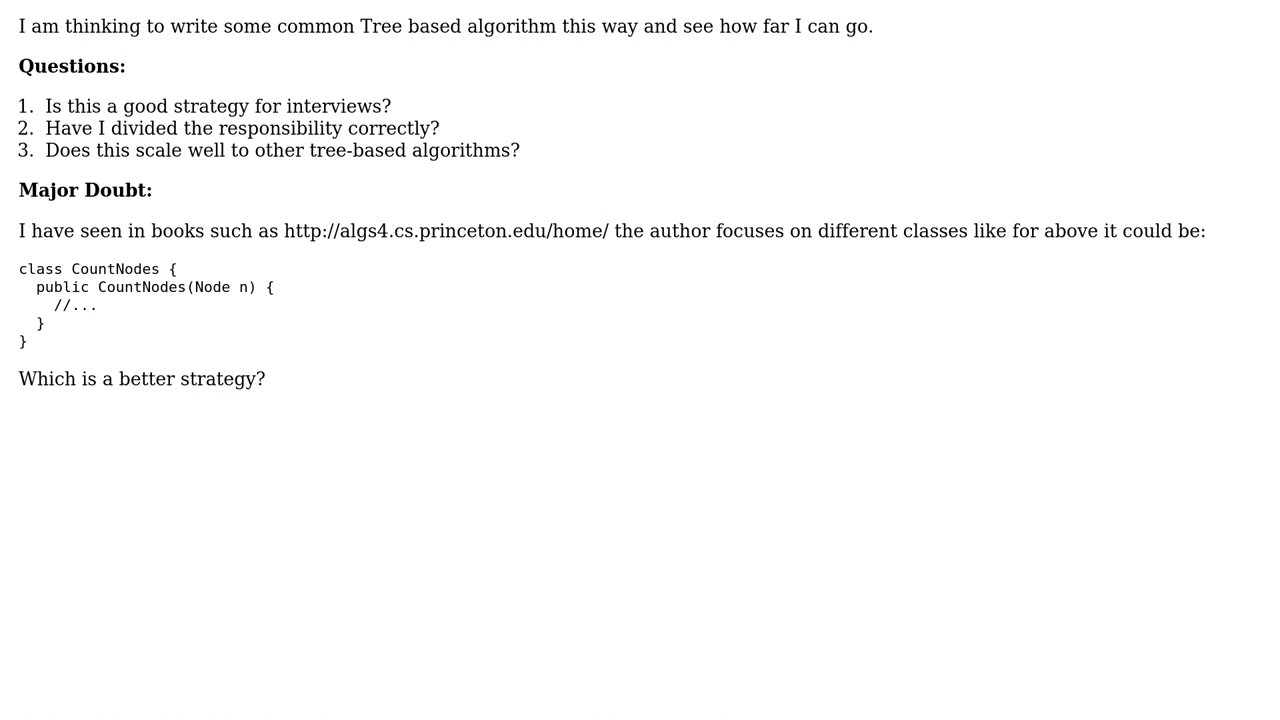 I am thinking to write some common Tree based algorithm this way and see how far I can go.
Questions:
1. Is this a good strategy for interviews?
2. Have I divided the responsibility correctly?
3. Does this scale well to other tree-based algorithms?
Major Doubt:
I have seen in books such as http://algs4.cs.princeton.edu/home/ the author focuses on different classes like for above it could be:
class CountNodes {
  public CountNodes(Node n) {
    //...
  }
}
Which is a better strategy?